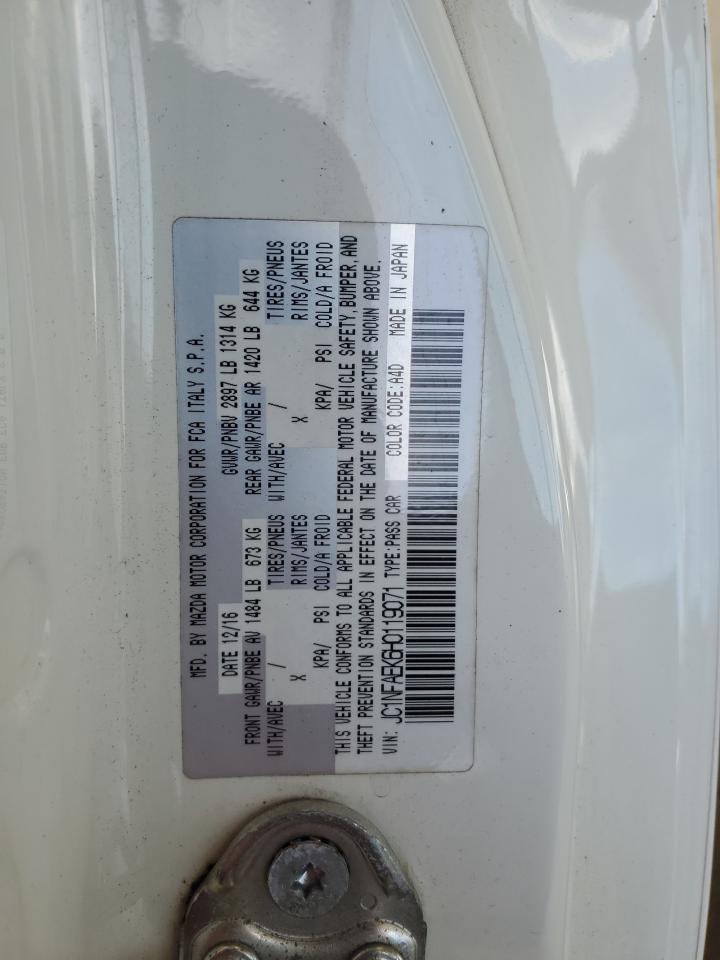 MFD. BY MAZDA MOTOR CORPORATION FOR FCA ITALY S.P.A.
DATE 12/16 GVWR/PNBV 2897 LB 1314 KG
FRONT GAWR/PNBE AV 1484 LB 673 KG REAR GAWR/PNBE AR 1420 LB 644 KG
WITH/AVEC / TIRES/PNEUS WITH/AVEC / TIRES/PNEUS
X RIMS/JANTES X RIMS/JANTES
KPA/ PSI COLD/A FROID KPA/ PSI COLD/A FROID
THIS VEHICLE CONFORMS TO ALL APPLICABLE FEDERAL MOTOR VEHICLE SAFETY, BUMPER, AND
THEFT PREVENTION STANDARDS IN EFFECT ON THE DATE OF MANUFACTURE SHOWN ABOVE.
VIN: JC1NFAEK6H0119071 TYPE:PASS CAR COLOR CODE:A4D MADE IN JAPAN